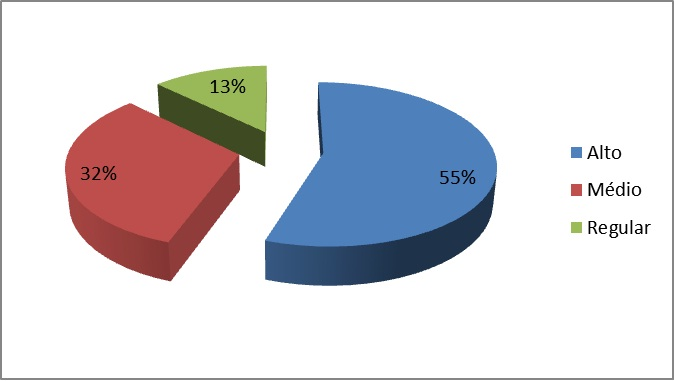 13%
32%
55%
Alto
Médio
Regular